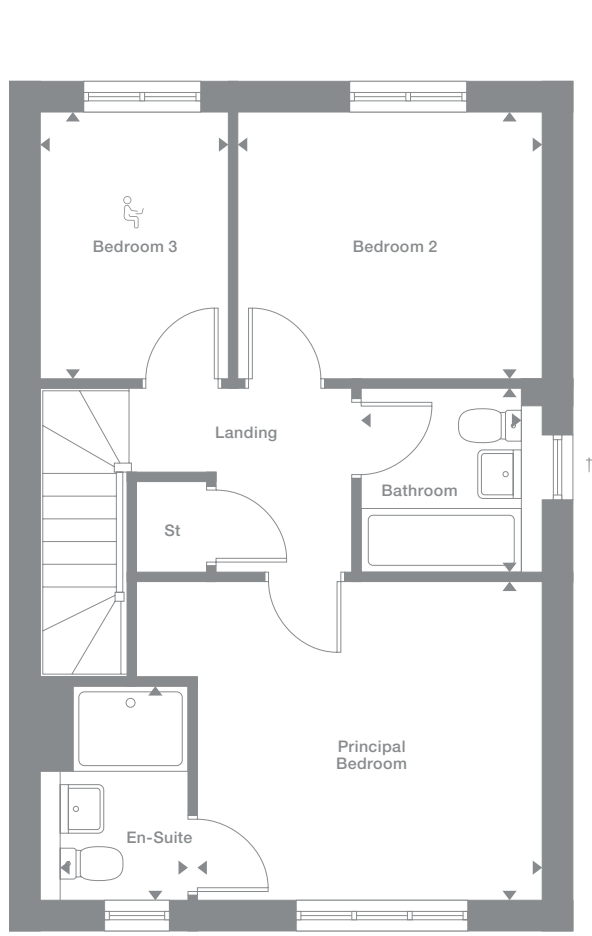 Bedroom 3
Bedroom 2
Landing
†
Bathroom
St
Principal
Bedroom
En-Suite